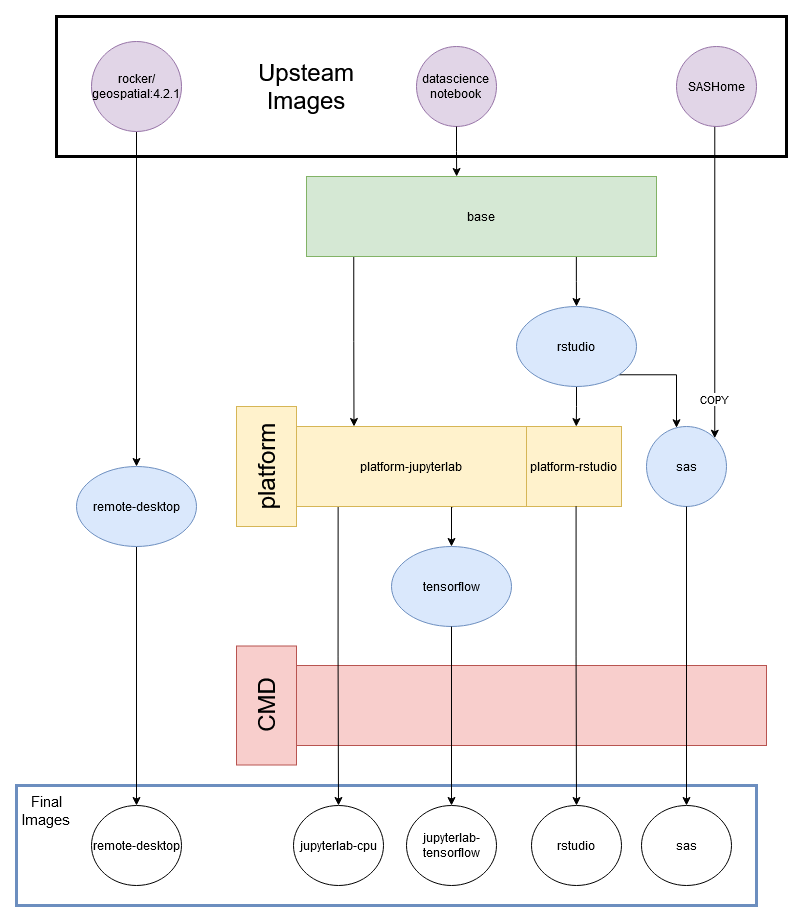 rocker/
geospatial:4.2.1
Upsteam
Images
datascience
notebook
SASHome
base
rstudio
COPY
platform
platform-jupyterlab
platform-rstudio
sas
remote-desktop
tensorflow
CMD
Final
Images
remote-desktop
jupyterlab-cpu
jupyterlab-
tensorflow
rstudio
sas